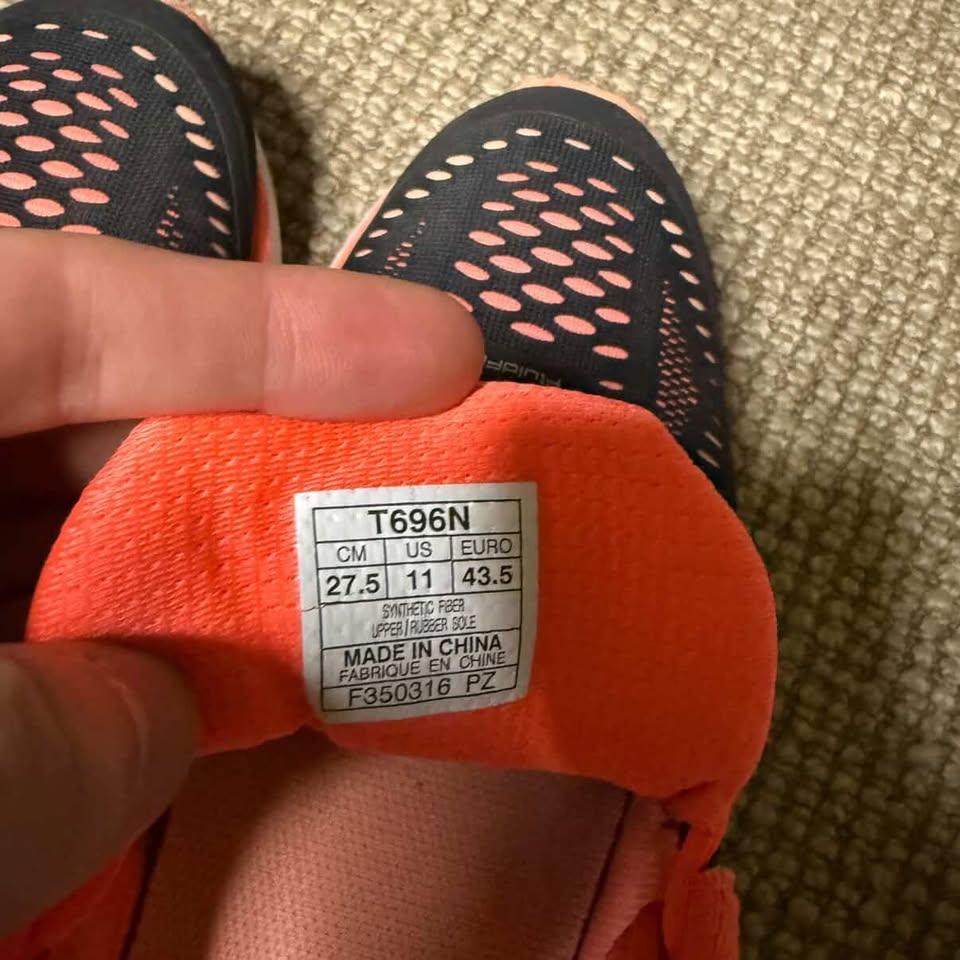 T696N
CM US EURO
27.5 11 43.5
SYNTHETIC FIBER
UPPER/RUBBER SOLE
MADE IN CHINA
FABRIQUE EN CHINE
F350316 PZ